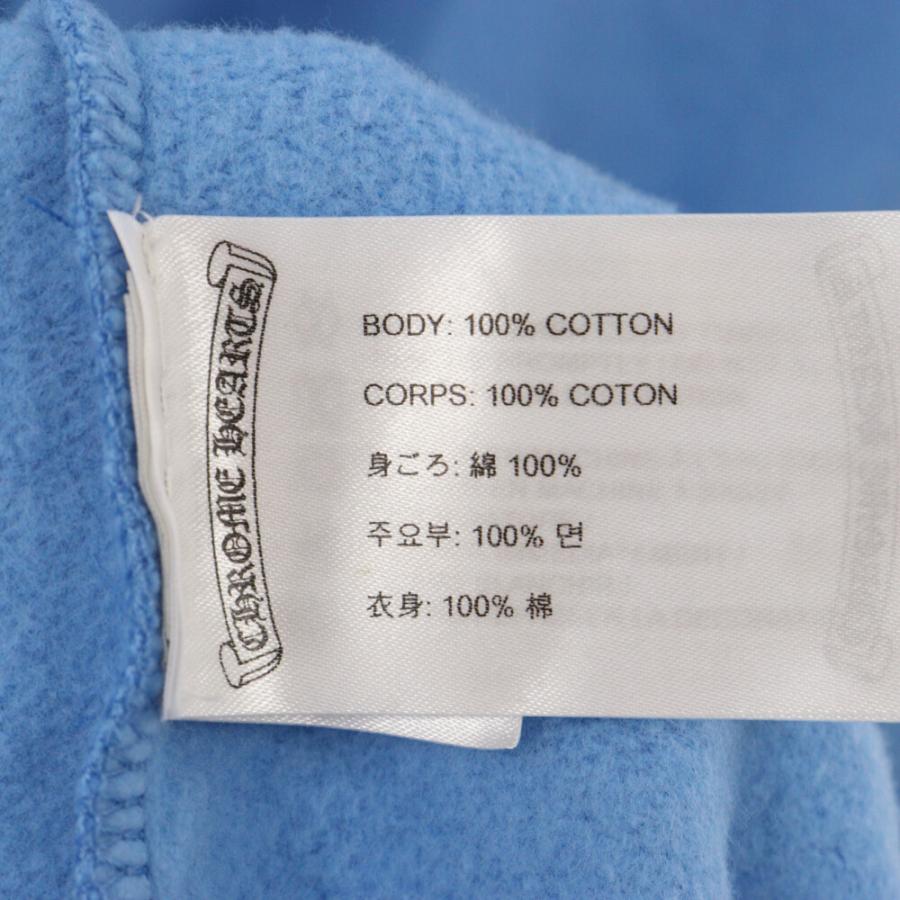 CHROME HEARTS
BODY: 100% COTTON
CORPS: 100% COTON
身ごろ: 綿 100%
주요부: 100% 면
衣身: 100% 棉